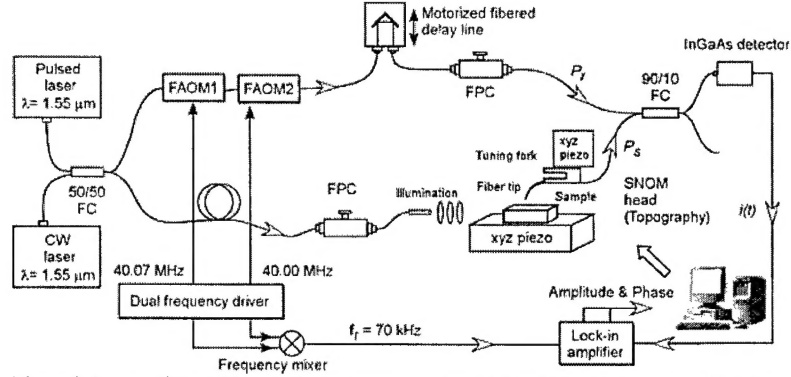 Motorized fibered
delay line
Pulsed
laser
λ= 1.55 μm
FAOM1
FAOM2
FPC
Pr
90/10
FC
InGaAs detector
50/50
FC
CW
laser
λ= 1.55 μm
FPC
Illumination
Tuning fork
xyz
piezo
Fiber tip
Sample
xyz piezo
PS
SNOM
head
(Topography)
i(t)
40.07 MHz
40.00 MHz
Dual frequency driver
Frequency mixer
fr = 70 kHz
Amplitude & Phase
Lock-in
amplifier